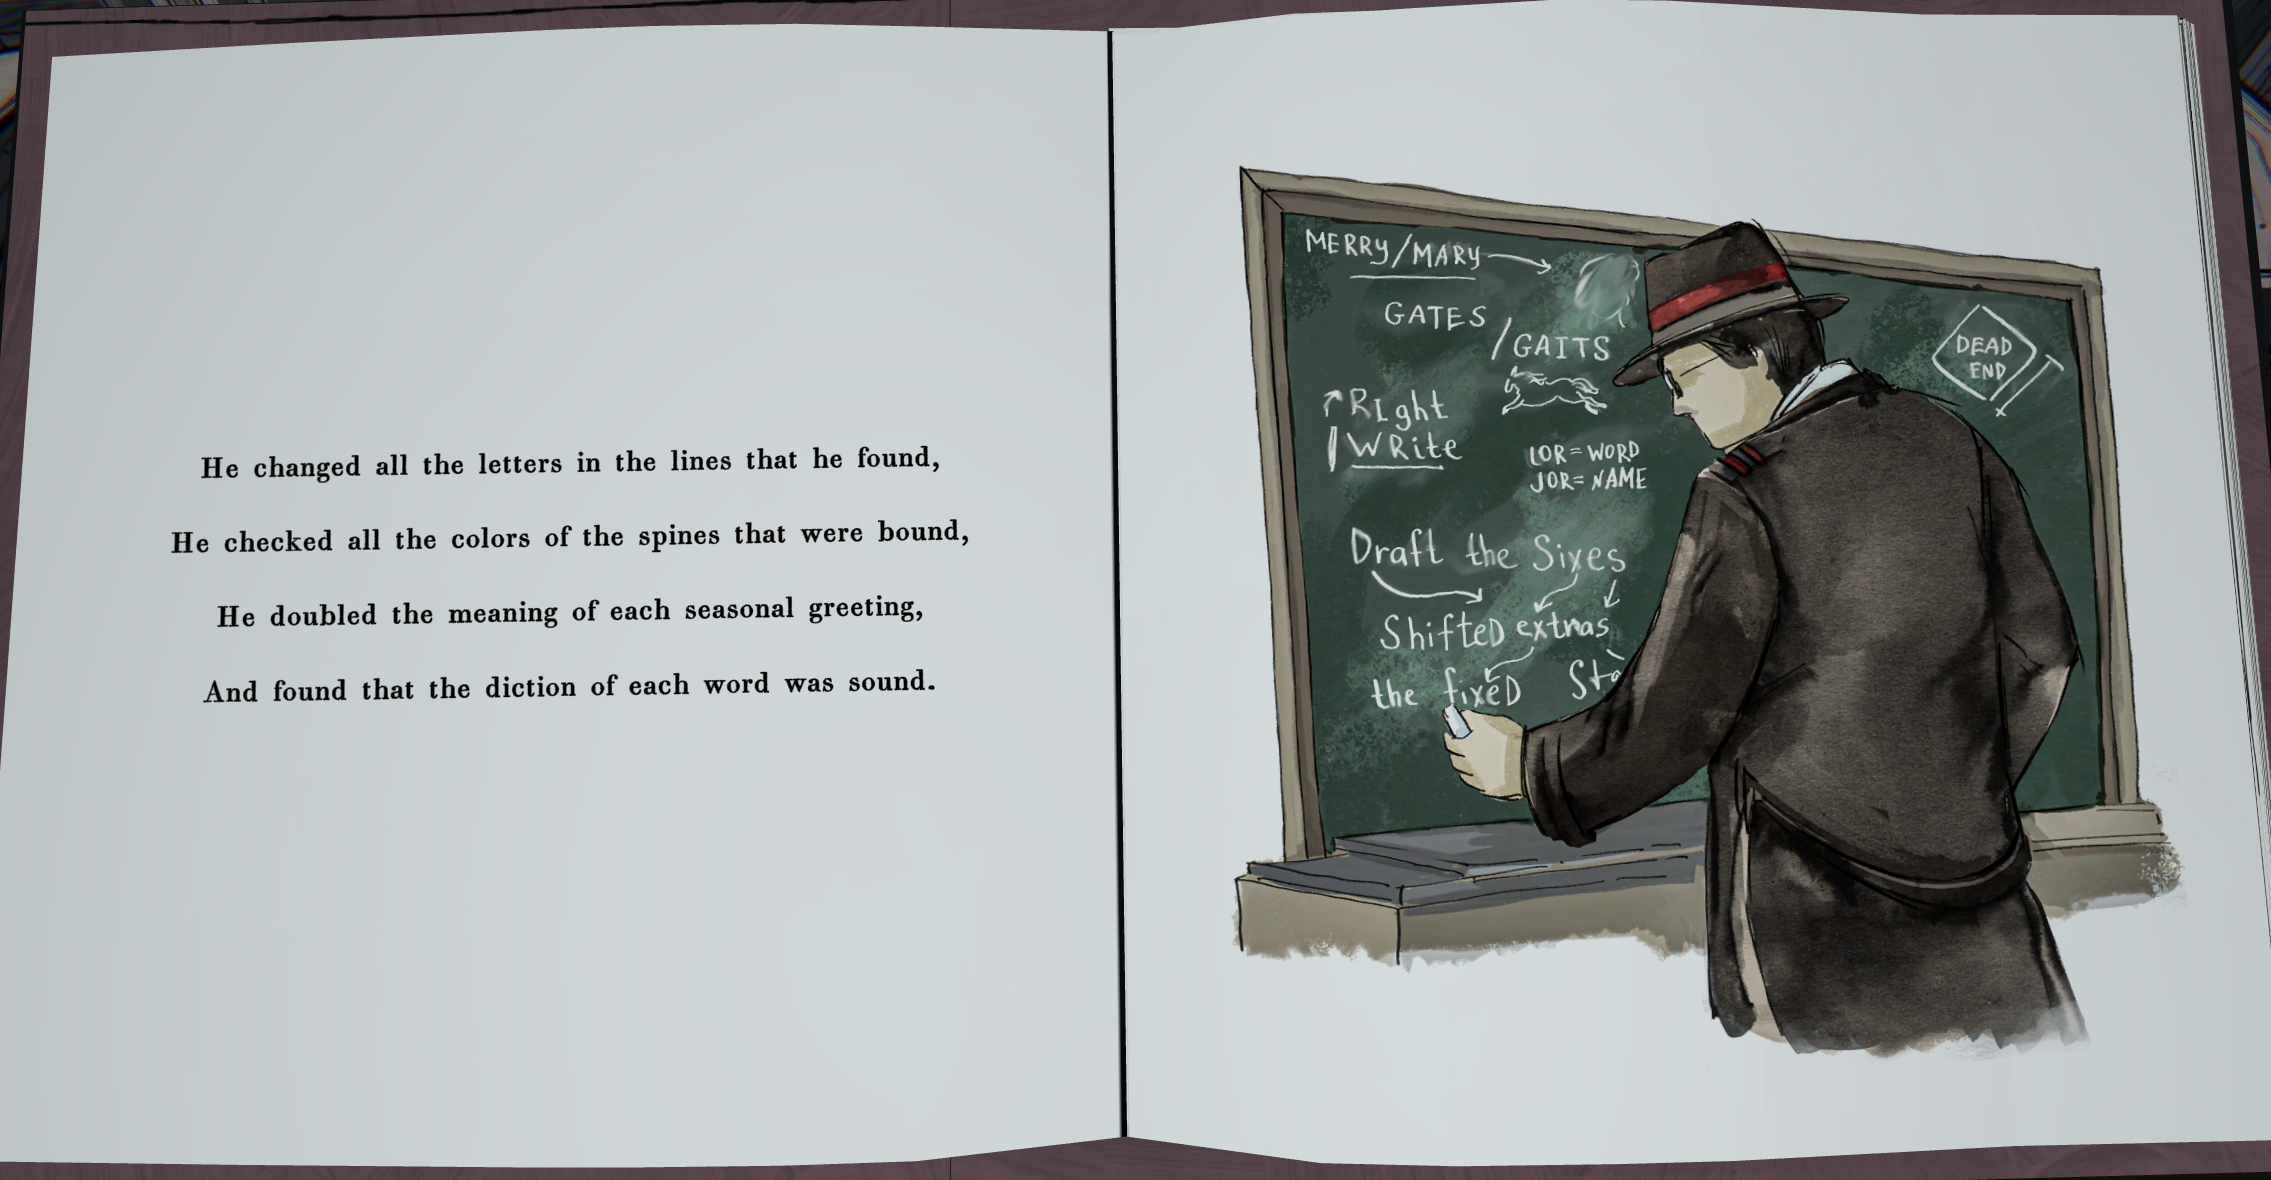 He changed all the letters in the lines that he found,
He checked all the colors of the spines that were bound,
He doubled the meaning of each seasonal greeting,
And found that the diction of each word was sound.
MERRY/MARY
GATES
/GAITS
RIght
WRite
LOR=WORD
JOR=NAME
Draft the Sixes
ShifteD extras
the fixeD Sta
DEAD
END